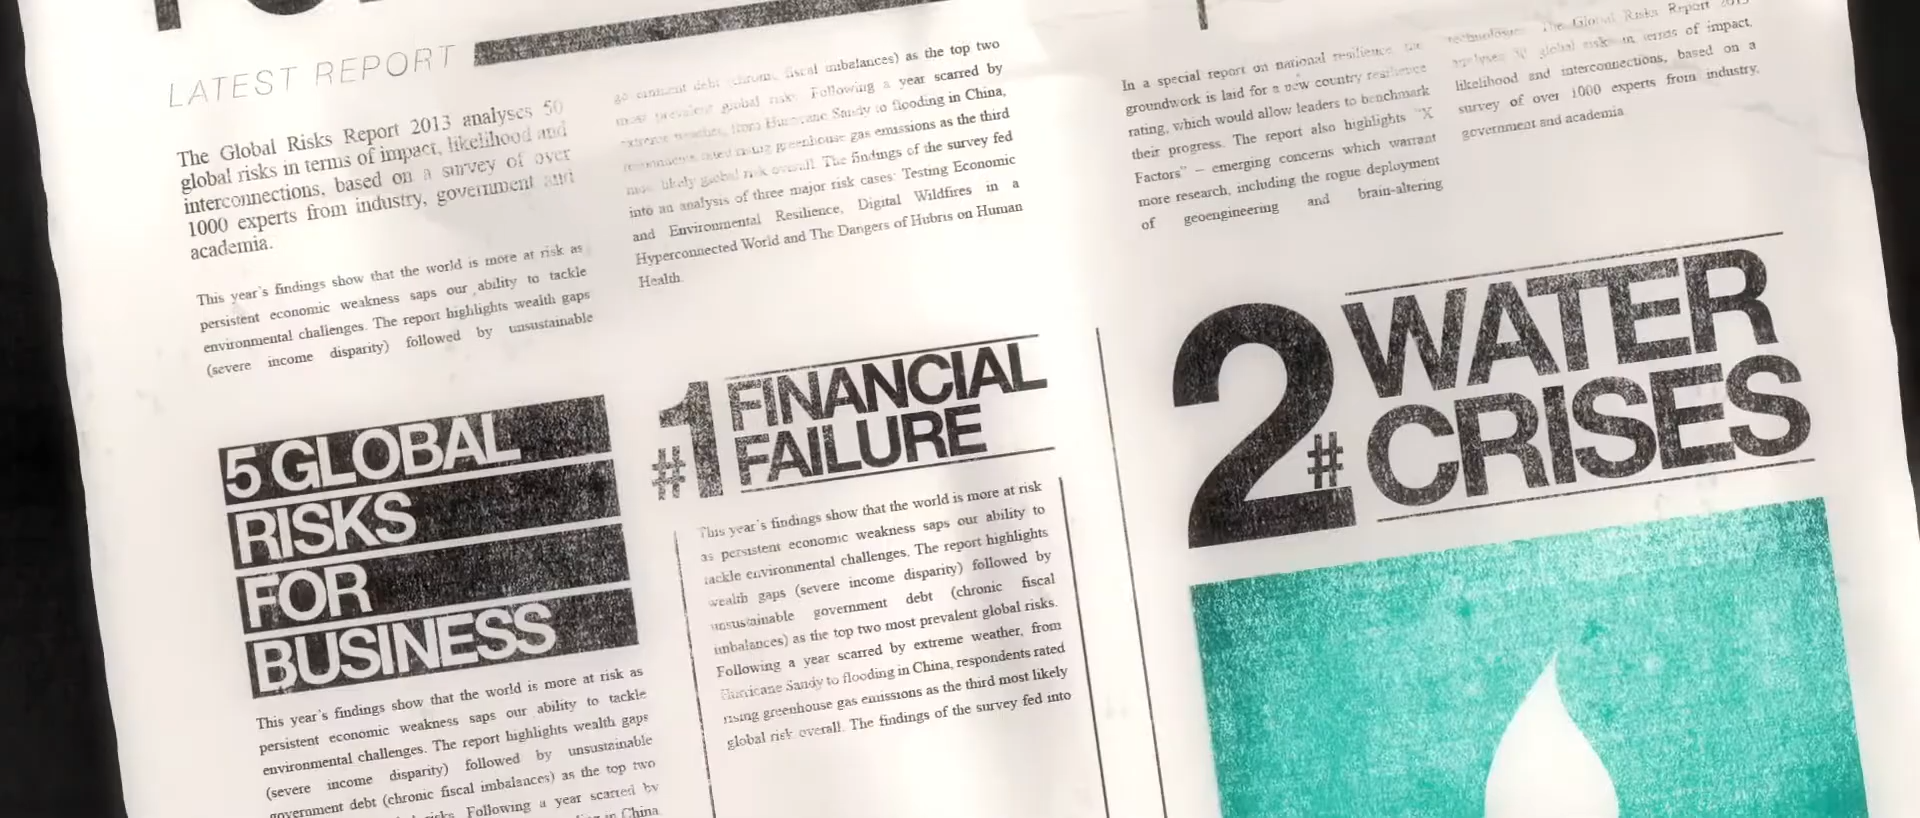 LATEST REPORT
The Global Risks Report 2013 analyses 50
global risks in terms of impact, likelihood and
interconnections, based on a survey of over
1000 experts from industry, government and
academia.
This year's findings show that the world is more at risk as
persistent economic weakness saps our ability to tackle
environmental challenges. The report highlights wealth gaps
(severe income disparity) followed by unsustainable
debt (chronic fiscal imbalances) as the top two
most prevalent global risks. Following a year scarred by
extreme weather, from Hurricane Sandy to flooding in China,
respondents rated rising greenhouse gas emissions as the third
most likely global risk overall. The findings of the survey fed
into an analysis of three major risk cases: Testing Economic
and Environmental Resilience, Digital Wildfires in a
Hyperconnected World and The Dangers of Hubris on Human
Health.
5 GLOBAL
RISKS
FOR
BUSINESS
This year's findings show that the world is more at risk as
persistent economic weakness saps our ability to tackle
environmental challenges. The report highlights wealth gaps
(severe income disparity) followed by unsustainable
government debt (chronic fiscal imbalances) as the top two
risks. Following a year scarred by
in China
#1 FINANCIAL
FAILURE
This year's findings show that the world is more at risk
as persistent economic weakness saps our ability to
tackle environmental challenges. The report highlights
wealth gaps (severe income disparity) followed by
unsustainable government debt (chronic fiscal
imbalances) as the top two most prevalent global risks.
Following a year scarred by extreme weather, from
Hurricane Sandy to flooding in China, respondents rated
rising greenhouse gas emissions as the third most likely
global risk overall. The findings of the survey fed into
In a special report on national resilience, the
groundwork is laid for a new country resilience
rating, which would allow leaders to benchmark
their progress. The report also highlights "X
Factors" – emerging concerns which warrant
more research, including the rogue deployment
of geoengineering and brain-altering
technologies. The Global Risks Report 2013
analyses 50 global risks in terms of impact,
likelihood and interconnections, based on a
survey of over 1000 experts from industry,
government and academia.
2# WATER
CRISES